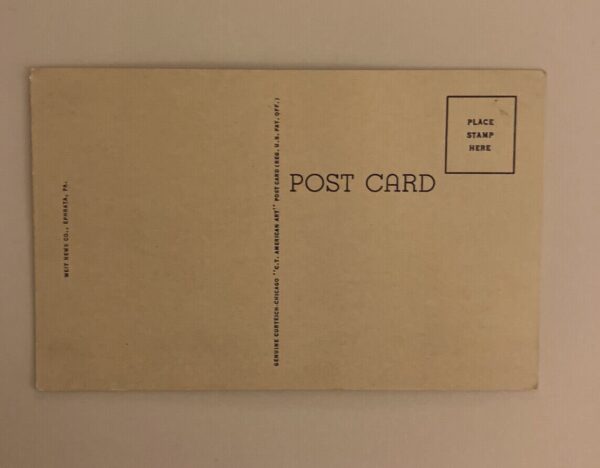 WEIT NEWS CO., EPHRATA, PA.
GENUINE CURTEICH-CHICAGO "C.T. AMERICAN ART" POST CARD (REG. U.S. PAT. OFF.)
POST CARD
PLACE
STAMP
HERE